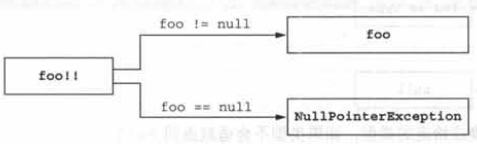 foo != null
foo
foo!!
foo == null
NullPointerException